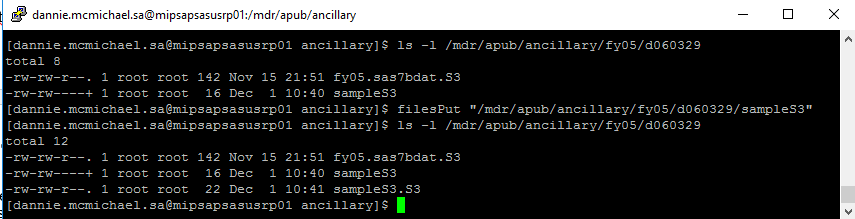 dannie.mcmichael.sa@mipsapsasusrp01:/mdr/apub/ancillary
[dannie.mcmichael.sa@mipsapsasusrp01 ancillary]$ ls -l /mdr/apub/ancillary/fy05/d060329
total 8
-rw-rw-r--. 1 root root 142 Nov 15 21:51 fy05.sas7bdat.S3
-rw-rw----+ 1 root root  16 Dec  1 10:40 sampleS3
[dannie.mcmichael.sa@mipsapsasusrp01 ancillary]$ filesPut "/mdr/apub/ancillary/fy05/d060329/sampleS3"
[dannie.mcmichael.sa@mipsapsasusrp01 ancillary]$ ls -l /mdr/apub/ancillary/fy05/d060329
total 12
-rw-rw-r--. 1 root root 142 Nov 15 21:51 fy05.sas7bdat.S3
-rw-rw----+ 1 root root  16 Dec  1 10:40 sampleS3
-rw-rw-r--. 1 root root  22 Dec  1 10:41 sampleS3.S3
[dannie.mcmichael.sa@mipsapsasusrp01 ancillary]$